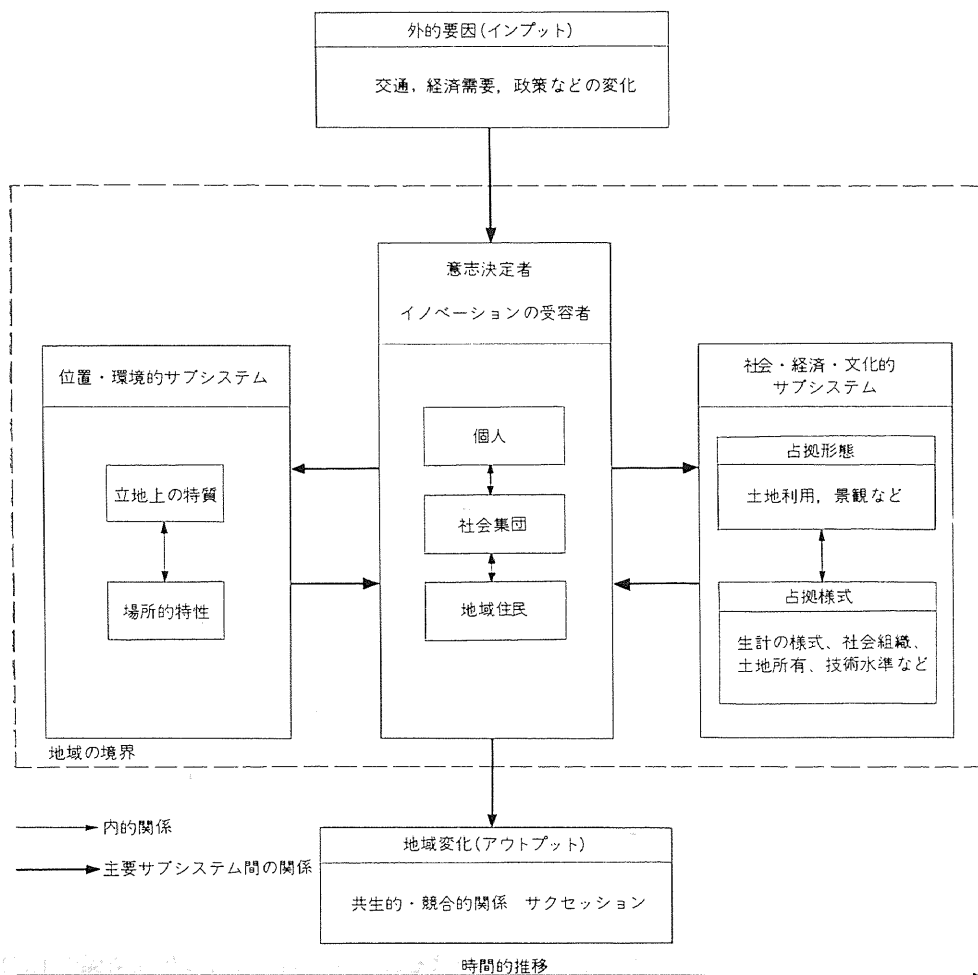 外的要因(インプット)
交通，経済需要，政策などの変化
意志決定者
イノベーションの受容者
個人
社会集団
地域住民
位置・環境的サブシステム
立地上の特質
場所的特性
社会・経済・文化的
サブシステム
占拠形態
土地利用，景観など
占拠様式
生計の様式、社会組織、
土地所有、技術水準など
地域の境界
内的関係
主要サブシステム間の関係
地域変化(アウトプット)
共生的・競合的関係 サクセッション
時間的推移